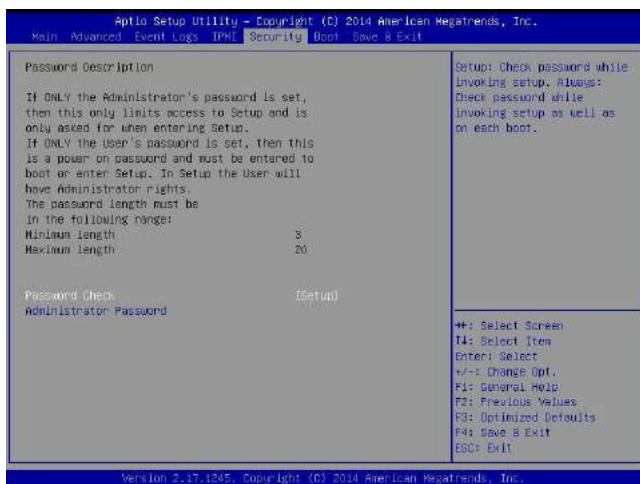 Aptio Setup Utility - Copyright (C) 2014 American Megatrends, Inc.
Main Advanced Event Logs IPMI Security Boot Save & Exit
Password Description
If ONLY the Administrator's password is set,
then this only limits access to Setup and is
only asked for when entering Setup.
If ONLY the User's password is set, then this
is a power on password and must be entered to
boot or enter Setup. In Setup the User will
have Administrator rights.
The password length must be
in the following range:
Minimum length 3
Maximum length 20
Password Check [Setup]
Administrator Password
Setup: Check password while
invoking setup. Always:
Check password while
invoking setup as well as
on each boot.
↔: Select Screen
↑↓: Select Item
Enter: Select
+/-: Change Opt.
F1: General Help
F2: Previous Values
F3: Optimized Defaults
F4: Save & Exit
ESC: Exit
Version 2.17.1245. Copyright (C) 2014 American Megatrends, Inc.